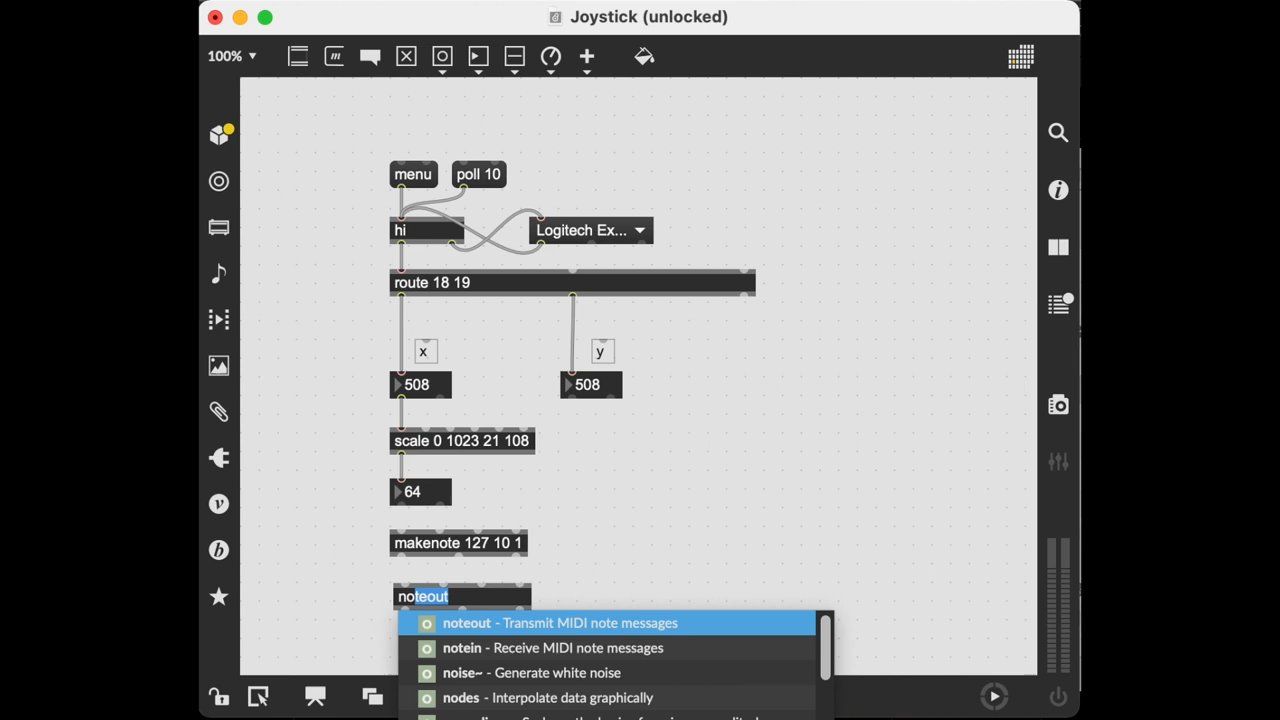 Joystick (unlocked)
100%
menu
poll 10
hi
Logitech Ex...
route 18 19
x
y
508
508
scale 0 1023 21 108
64
makenote 127 10 1
noteout
noteout - Transmit MIDI note messages
notein - Receive MIDI note messages
noise~ - Generate white noise
nodes - Interpolate data graphically